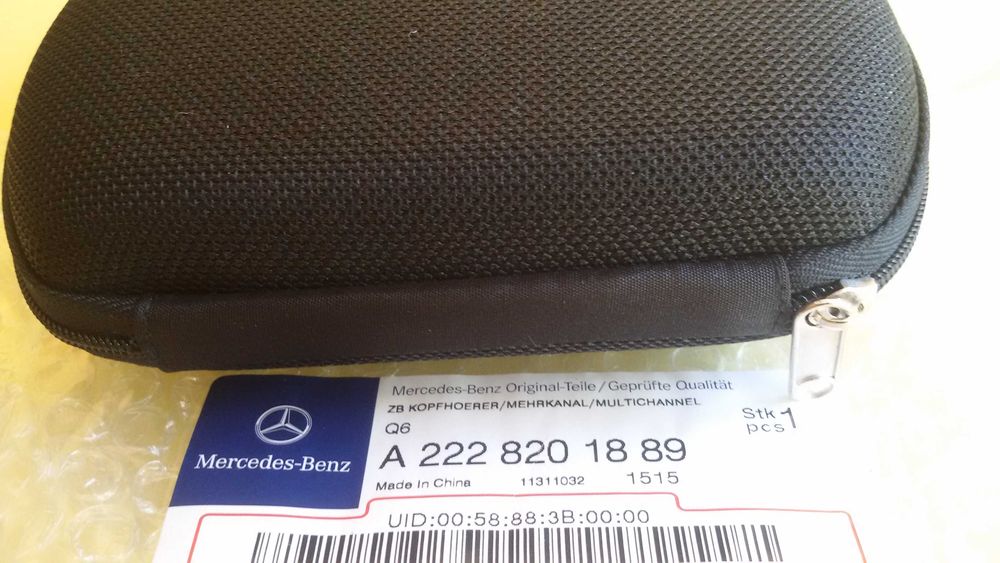 Mercedes-Benz
Mercedes-Benz Original-Teile/Geprüfte Qualität
ZB KOPFHOERER/MEHRKANAL/MULTICHANNEL
Q6
Stk
pcs 1
A 222 820 18 89
Made In China 11311032 1515
UID:00:58:88:3B:00:00